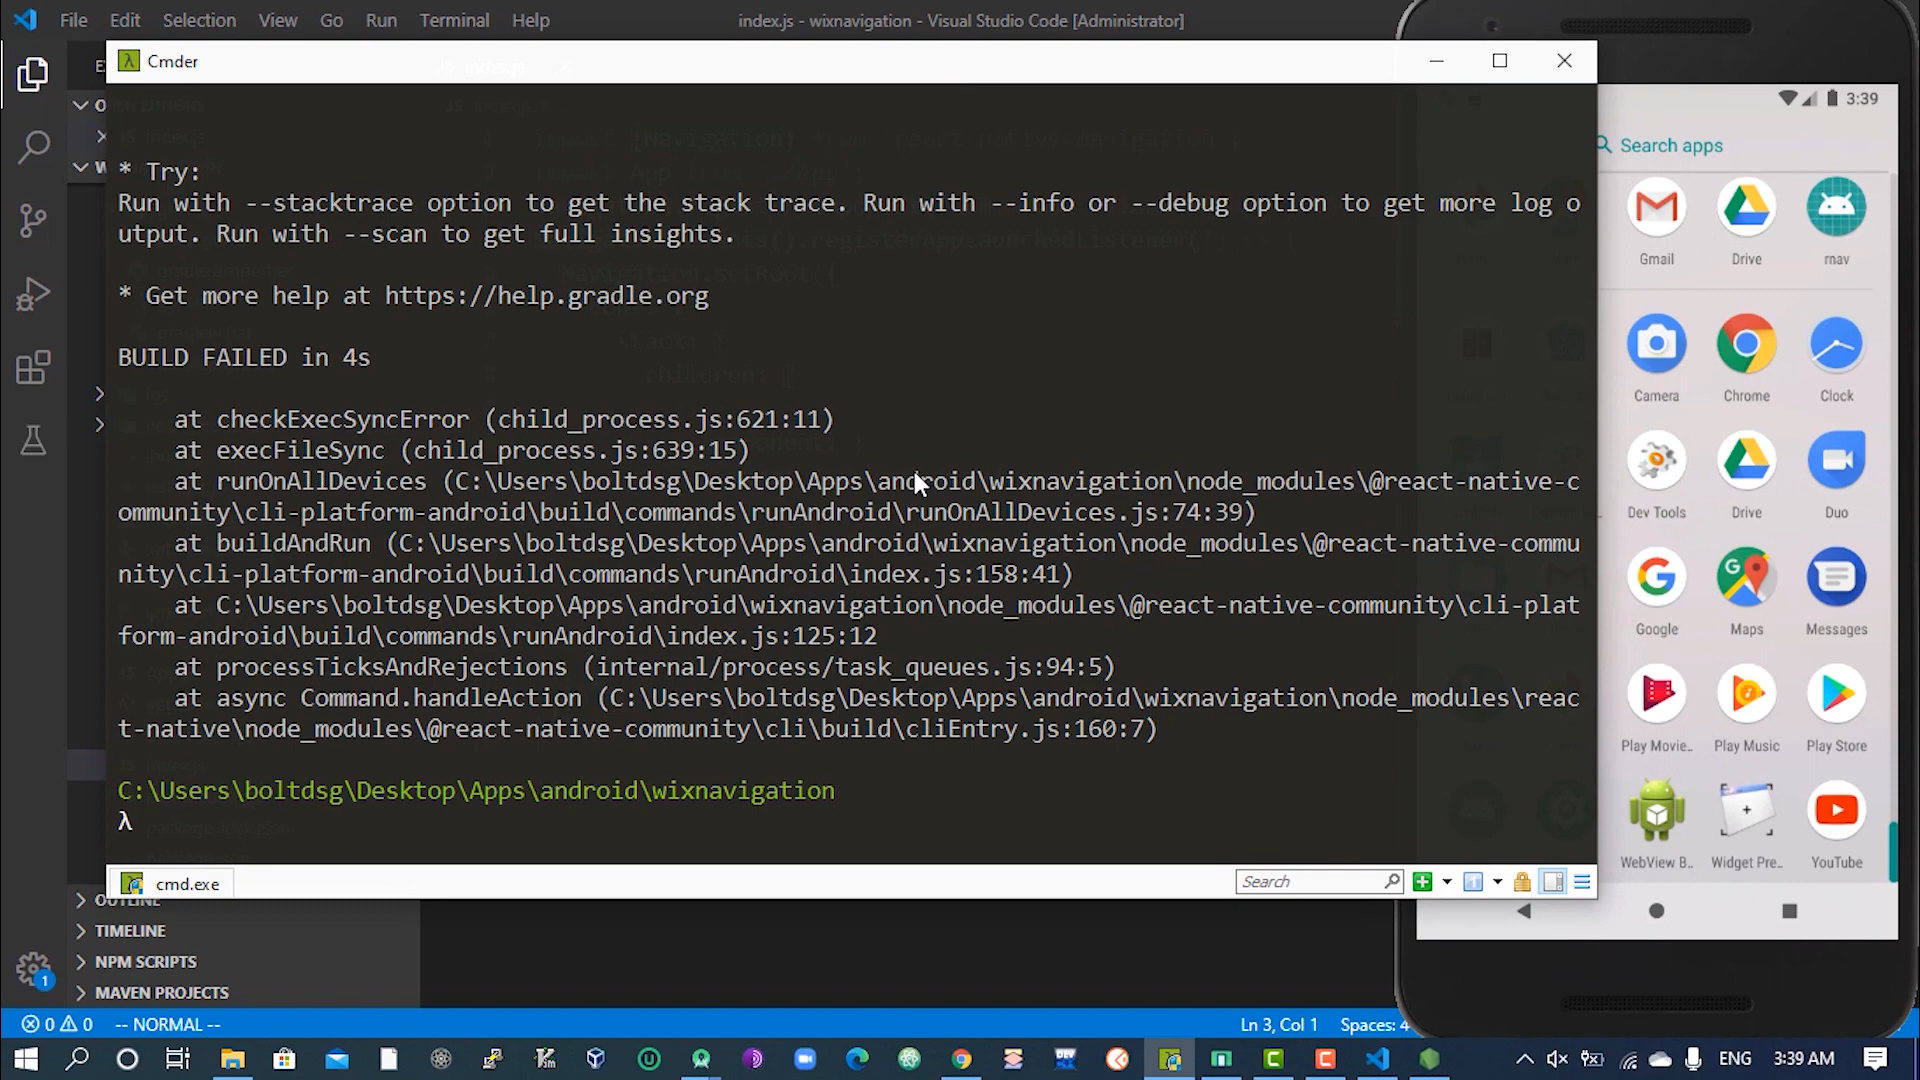 File Edit Selection View Go Run Terminal Help
index.js - wixnavigation - Visual Studio Code [Administrator]
Cmder
* Try:
Run with --stacktrace option to get the stack trace. Run with --info or --debug option to get more log o
utput. Run with --scan to get full insights.
* Get more help at https://help.gradle.org
BUILD FAILED in 4s
at checkExecSyncError (child_process.js:621:11)
at execFileSync (child_process.js:639:15)
at runOnAllDevices (C:\Users\boltdsg\Desktop\Apps\android\wixnavigation\node_modules\@react-native-c
ommunity\cli-platform-android\build\commands\runAndroid\runOnAllDevices.js:74:39)
at buildAndRun (C:\Users\boltdsg\Desktop\Apps\android\wixnavigation\node_modules\@react-native-commu
nity\cli-platform-android\build\commands\runAndroid\index.js:158:41)
at C:\Users\boltdsg\Desktop\Apps\android\wixnavigation\node_modules\@react-native-community\cli-plat
form-android\build\commands\runAndroid\index.js:125:12
at processTicksAndRejections (internal/process/task_queues.js:94:5)
at async Command.handleAction (C:\Users\boltdsg\Desktop\Apps\android\wixnavigation\node_modules\reac
t-native\node_modules\@react-native-community\cli\build\cliEntry.js:160:7)
C:\Users\boltdsg\Desktop\Apps\android\wixnavigation
λ
cmd.exe
Search
OUTLINE
TIMELINE
NPM SCRIPTS
MAVEN PROJECTS
1
0 0 -- NORMAL --
Ln 3, Col 1 Spaces: 4
3:39
Search apps
Gmail Drive rnav
Camera Chrome Clock
Dev Tools Drive Duo
Google Maps Messages
Play Movie.. Play Music Play Store
WebView B.. Widget Pre.. YouTube
ENG 3:39 AM